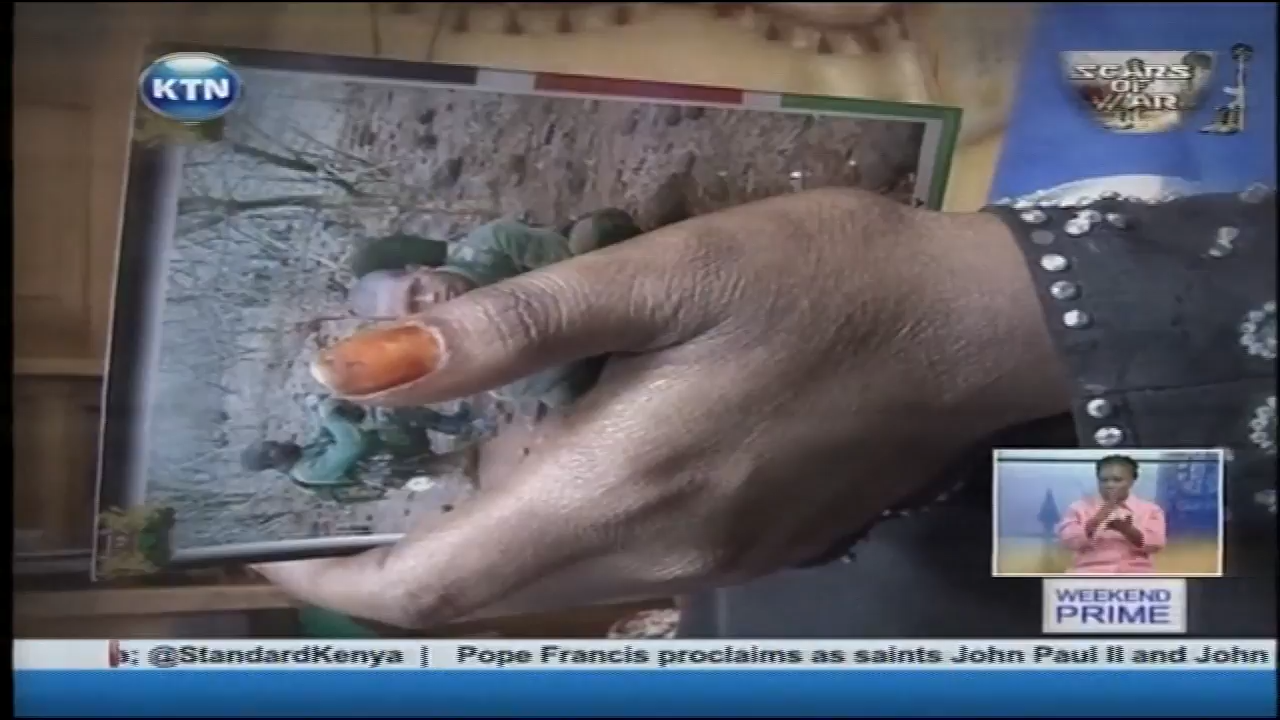 KTN
SCARS
OF
WAR
WEEKEND
PRIME
@StandardKenya | Pope Francis proclaims as saints John Paul II and John